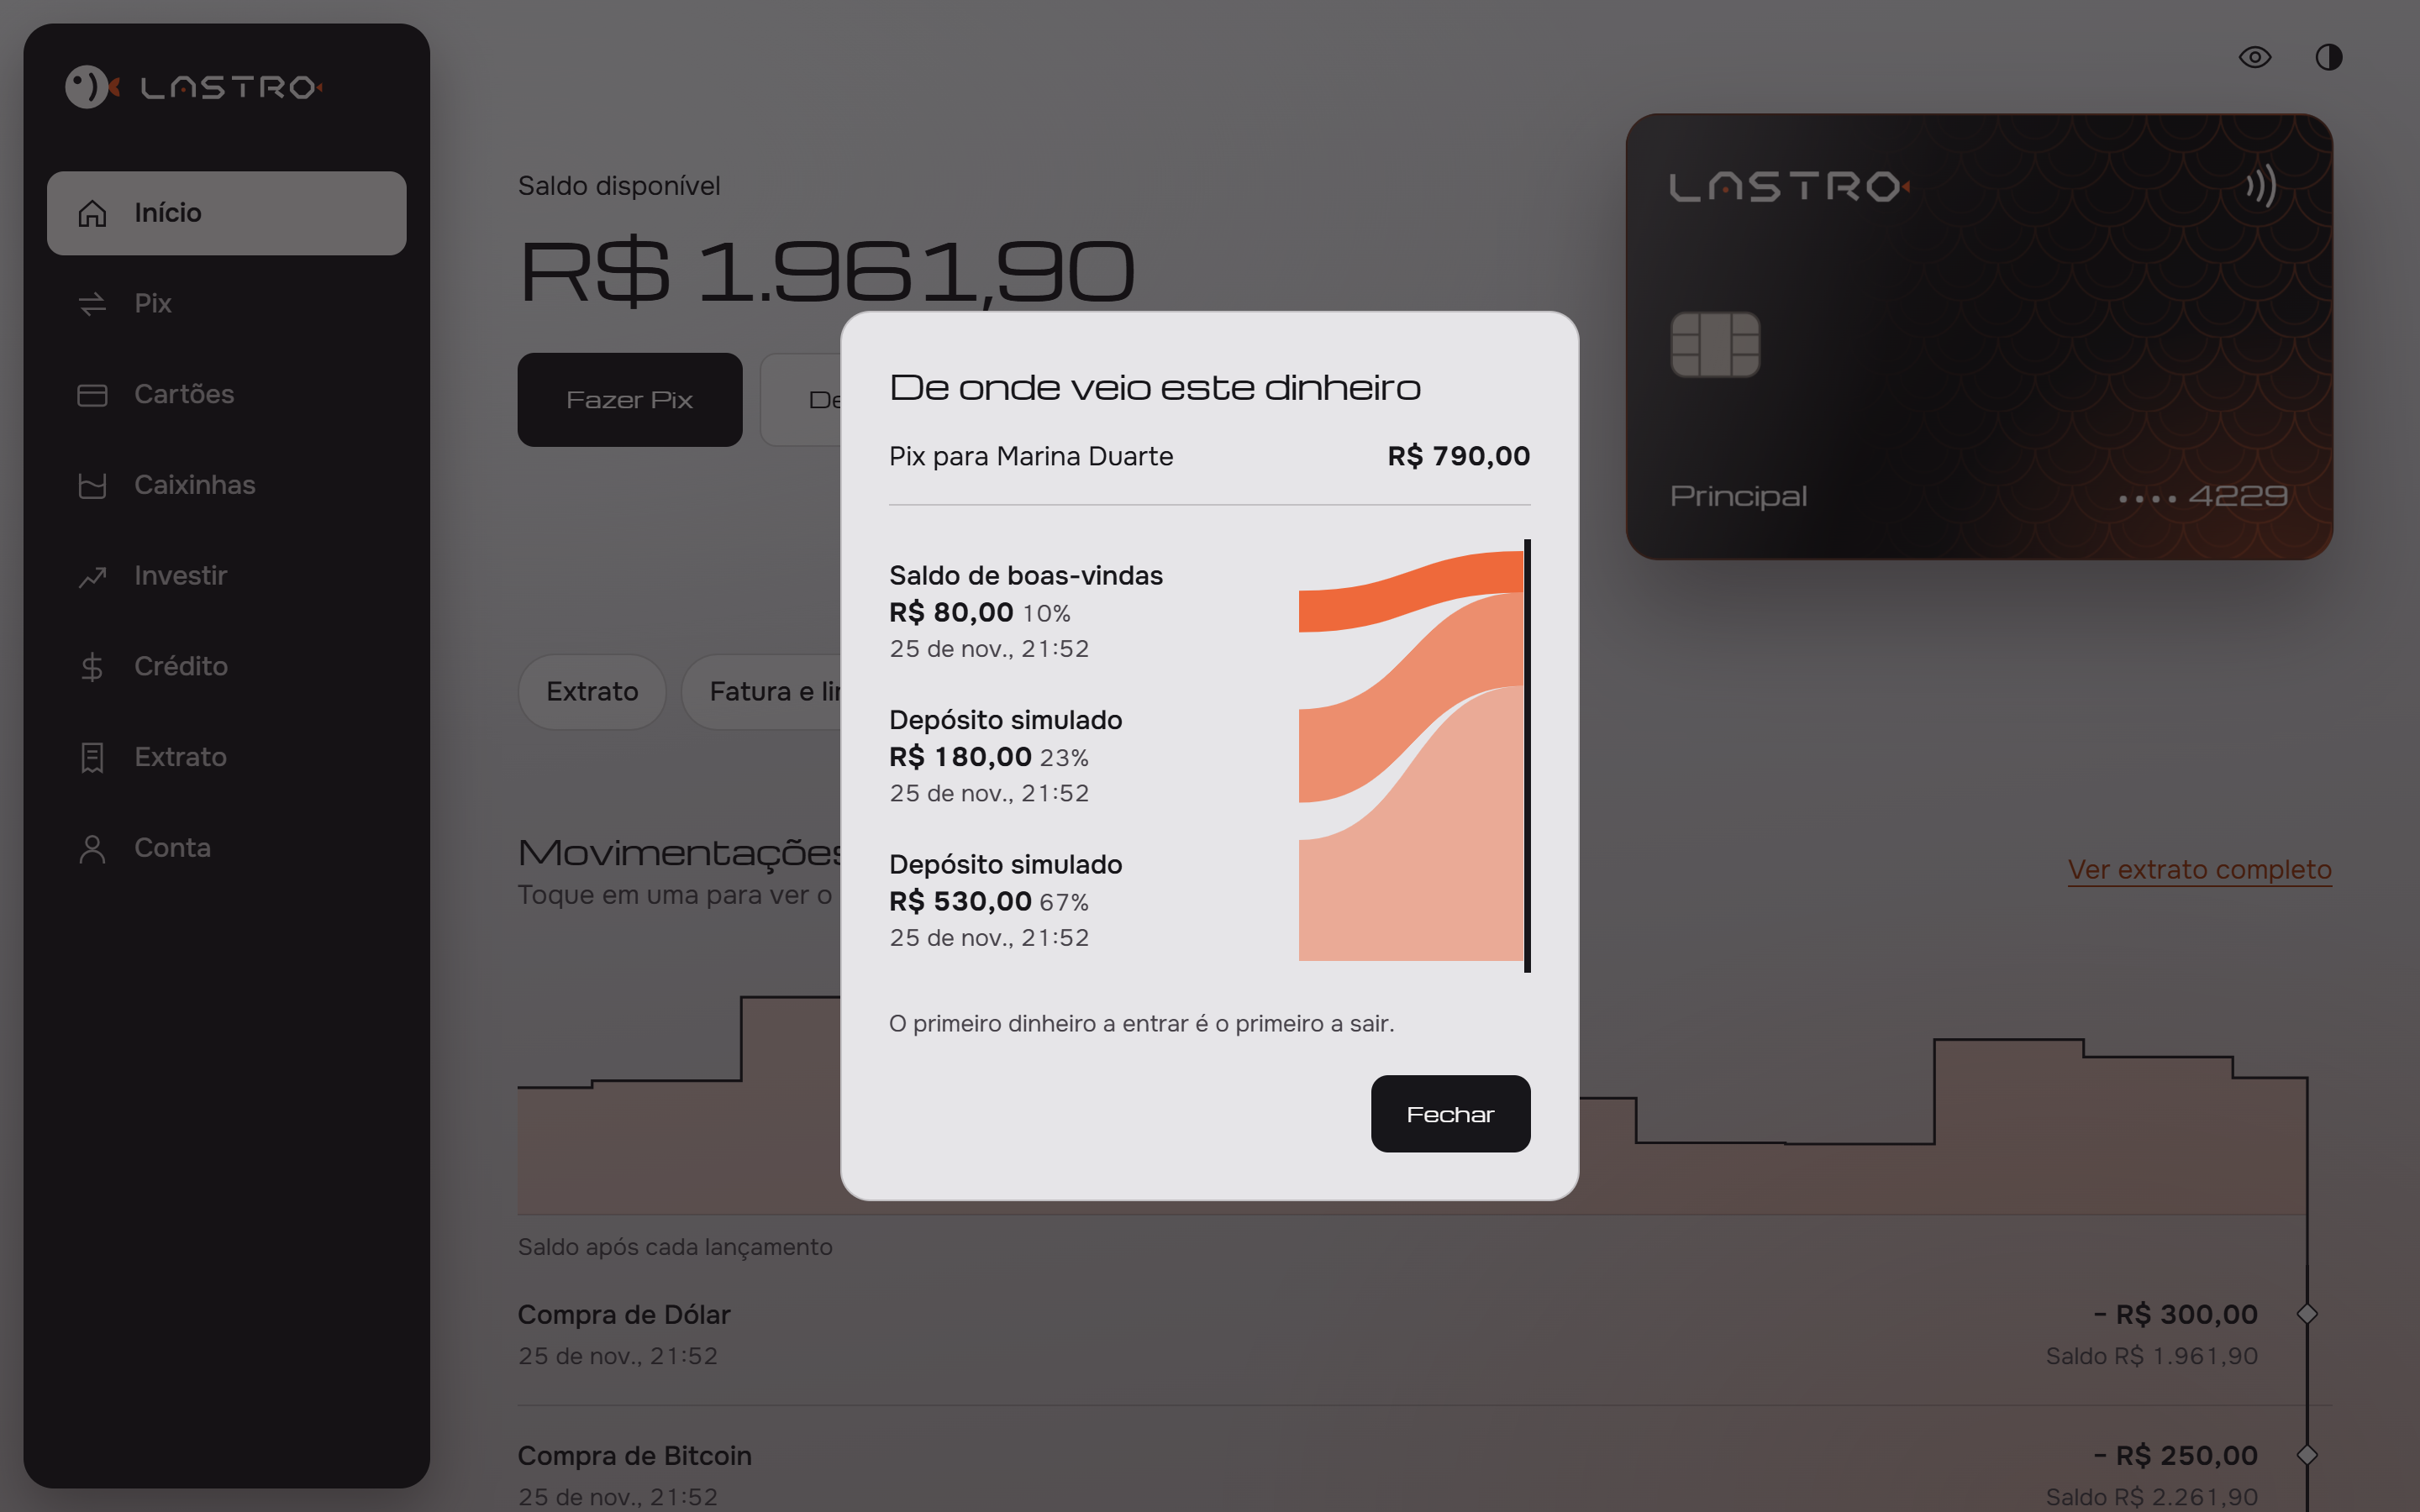 LASTRO
Início
Pix
Cartões
Caixinhas
Investir
Crédito
Extrato
Conta
Saldo disponível
R$ 1.961,90
Fazer Pix
LASTRO
Principal
•••• 4229
Extrato
Fatura e
Movimentações
Toque em uma para ver o
Ver extrato completo
De onde veio este dinheiro
Pix para Marina Duarte R$ 790,00
Saldo de boas-vindas
R$ 80,00 10%
25 de nov., 21:52
Depósito simulado
R$ 180,00 23%
25 de nov., 21:52
Depósito simulado
R$ 530,00 67%
25 de nov., 21:52
O primeiro dinheiro a entrar é o primeiro a sair.
Fechar
Saldo após cada lançamento
Compra de Dólar − R$ 300,00
25 de nov., 21:52 Saldo R$ 1.961,90
Compra de Bitcoin − R$ 250,00
25 de nov., 21:52 Saldo R$ 2.261,90